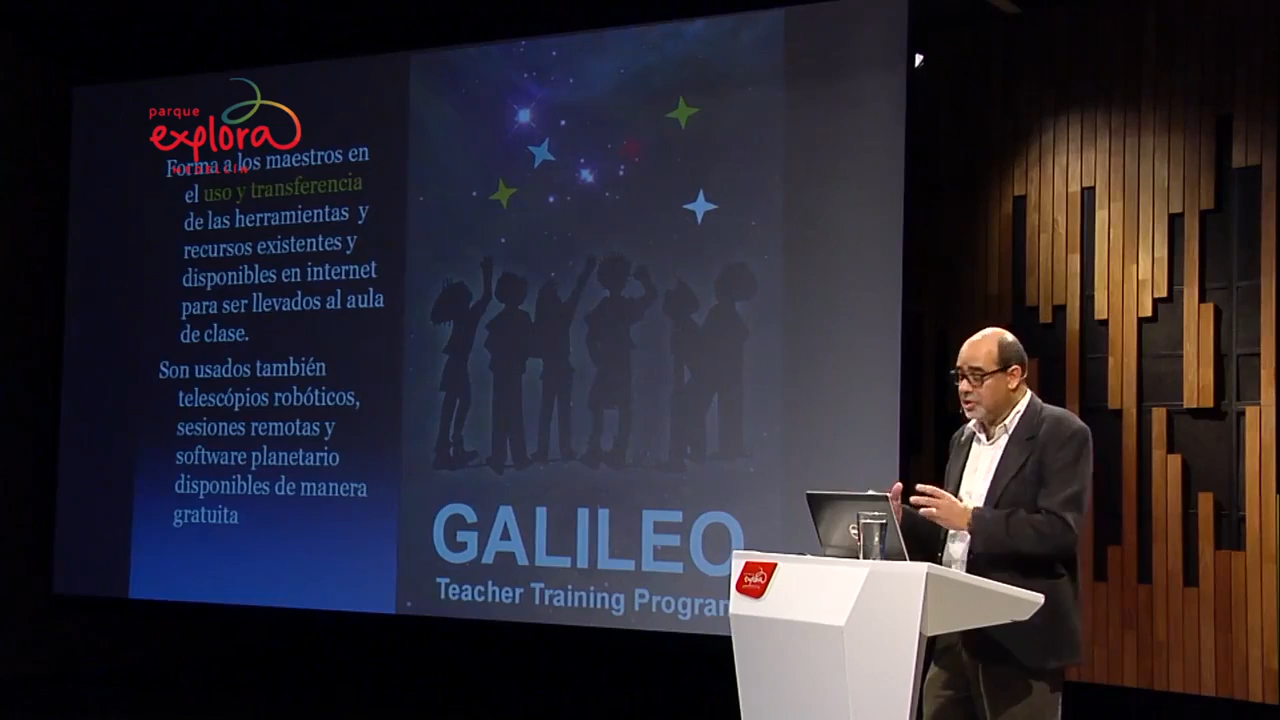 parque
explora
MEDELLÍN
Forma a los maestros en
el uso y transferencia
de las herramientas y
recursos existentes y
disponibles en internet
para ser llevados al aula
de clase.
Son usados también
telescópios robóticos,
sesiones remotas y
software planetario
disponibles de manera
gratuita
GALILEO
Teacher Training Program
explora